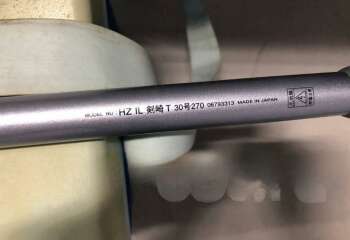 MODEL NO. HZ IL 剣崎 T 30号270 06793313 MADE IN JAPAN